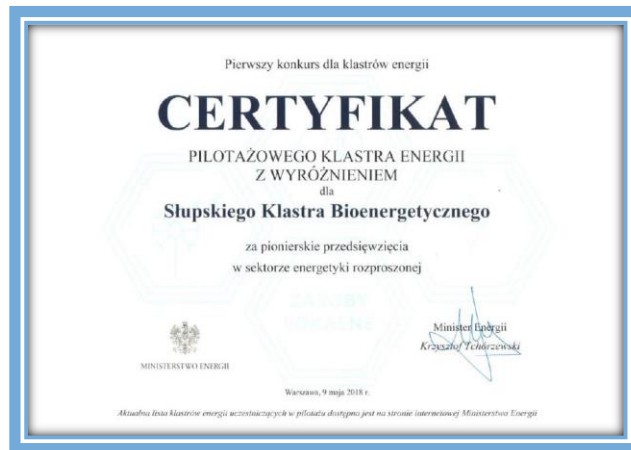 Pierwszy konkurs dla klastrów energii
CERTYFIKAT
PILOTAŻOWEGO KLASTRA ENERGII
Z WYRÓŻNIENIEM
dla
Słupskiego Klastra Bioenergetycznego
za pionierskie przedsięwzięcia
w sektorze energetyki rozproszonej
ZASOBY
LOKALNE
Minister Energii
Krzysztof Tchórzewski
MINISTERSTWO ENERGII
Warszawa, 9 maja 2018 r.
Aktualna lista klastrów energii uczestniczących w pilotażu dostępna jest na stronie internetowej Ministerstwa Energii